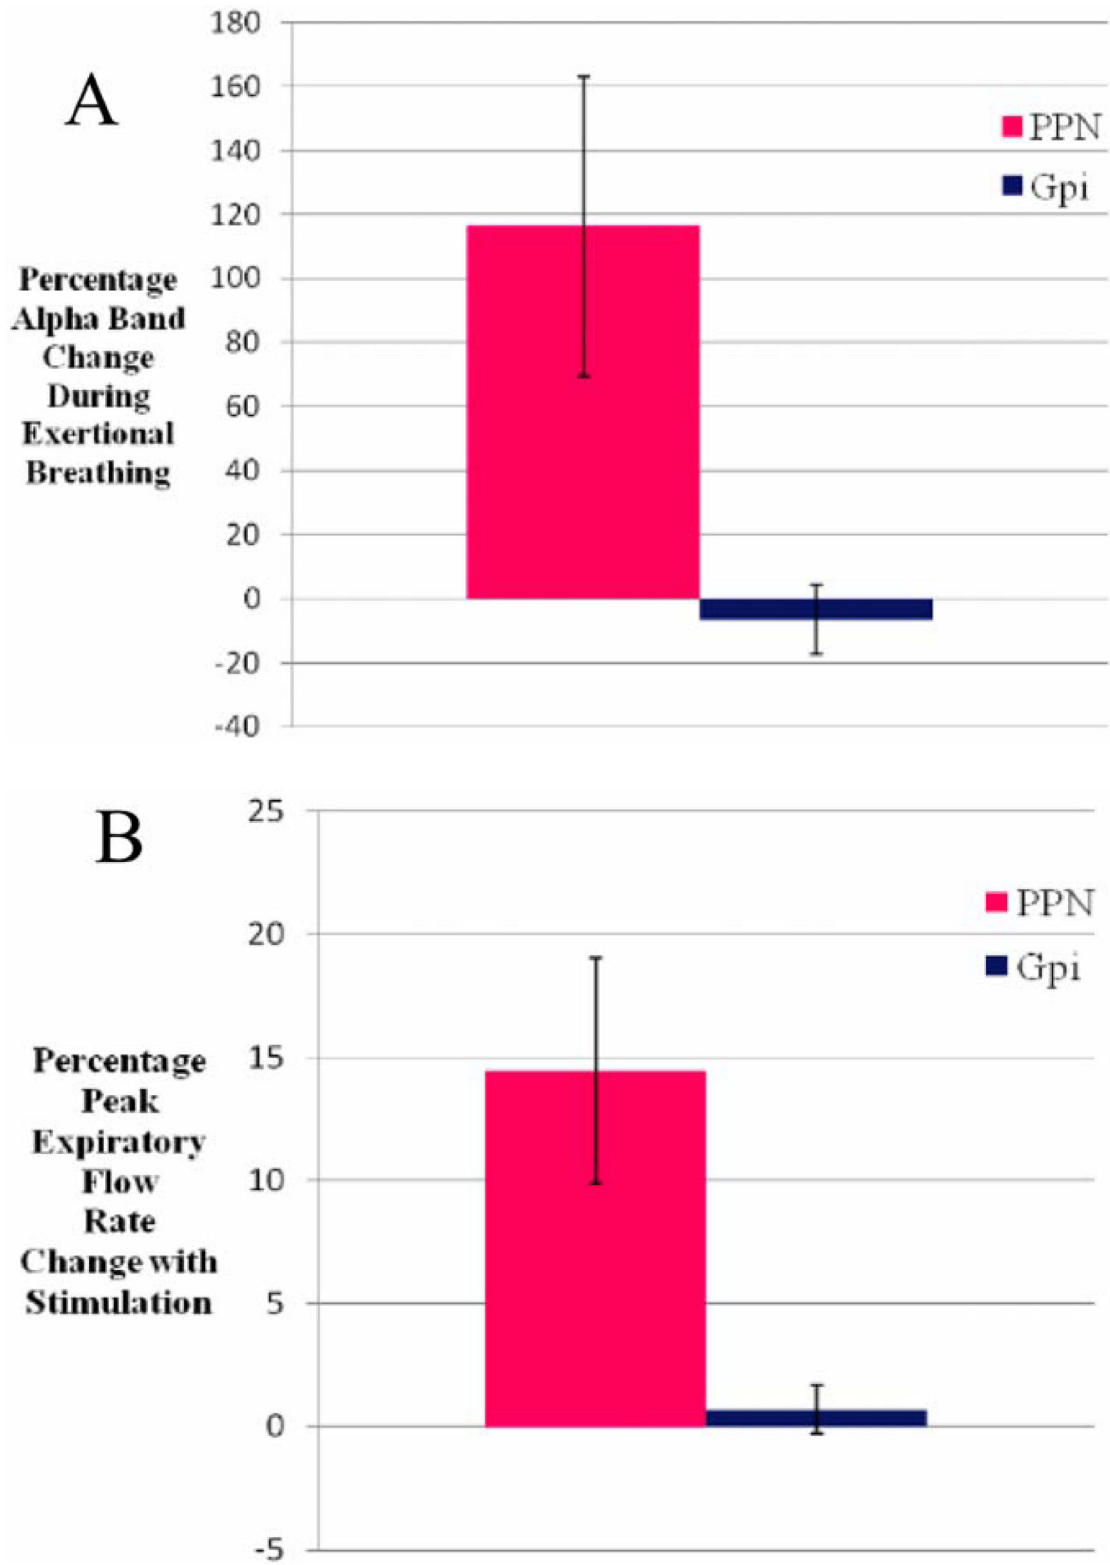 A
180
160
140
120
100
80
60
40
20
0
-20
-40
Percentage
Alpha Band
Change
During
Exertional
Breathing
PPN
Gpi
B
25
20
15
10
5
0
-5
Percentage
Peak
Expiratory
Flow
Rate
Change with
Stimulation
PPN
Gpi